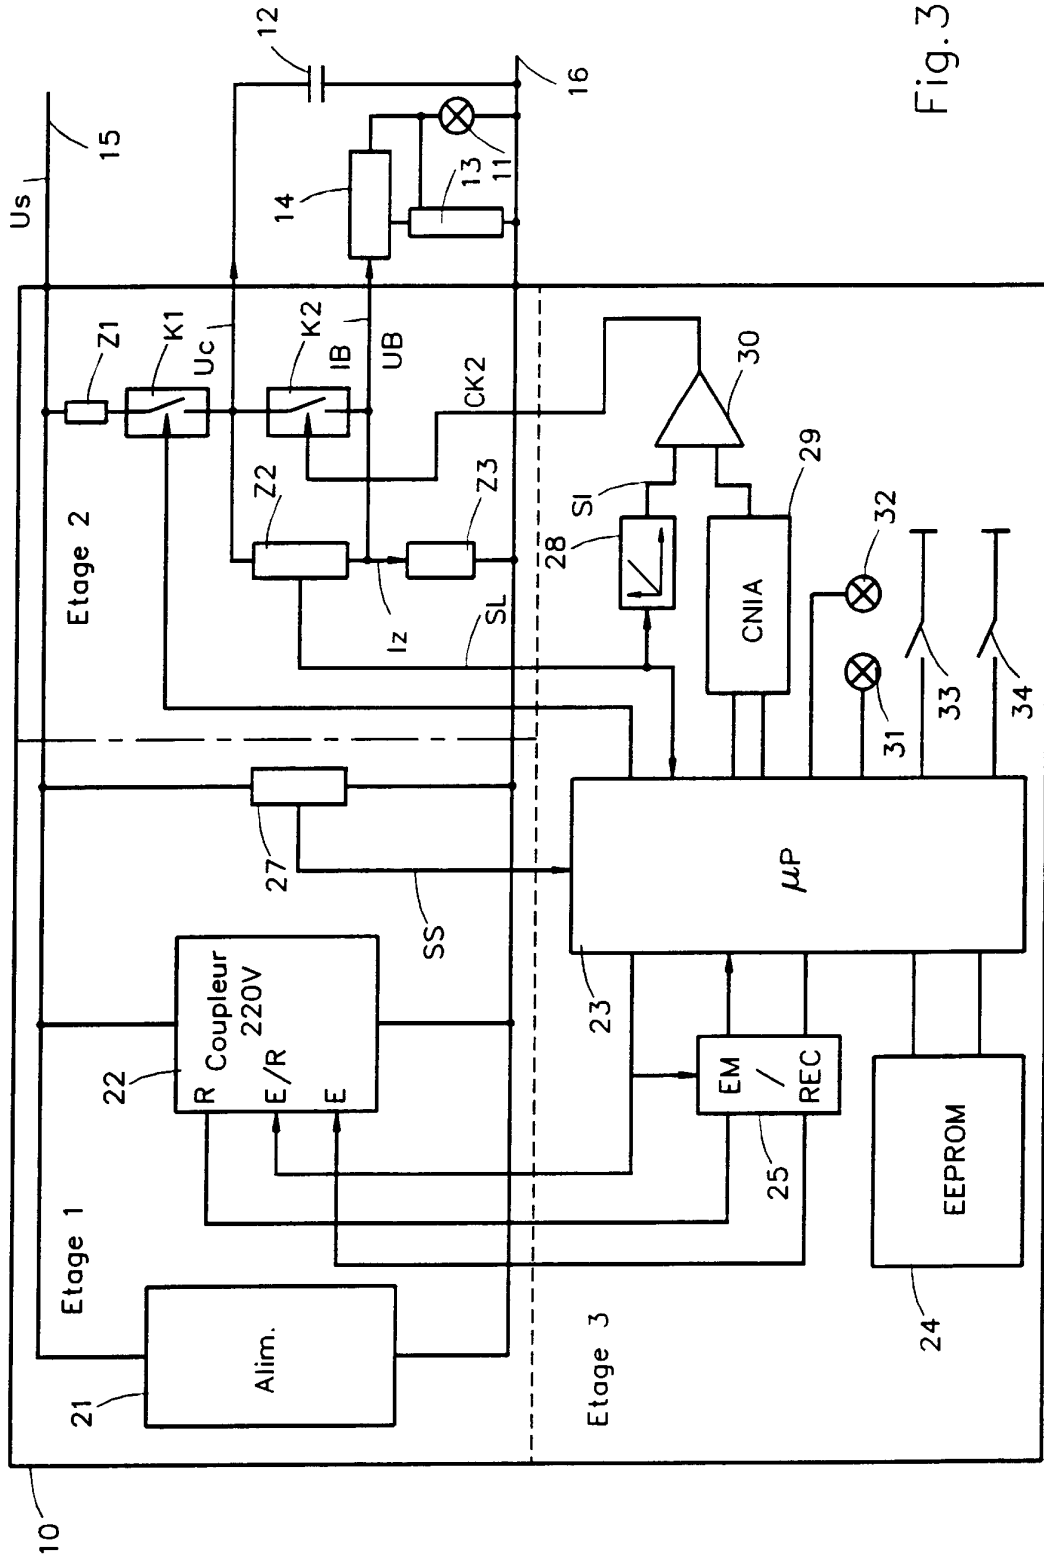 Fig.3
10
Us
15
16
12
11
13
14
Etage 1
21
Alim.
22
Coupleur
220V
R
E/R
E
27
SS
Etage 2
Z1
K1
Uc
K2
IB
UB
Z2
Iz
Z3
SL
CK2
Etage 3
23
µP
24
EEPROM
25
EM
/
REC
28
SI
29
CNIA
30
31
32
33
34